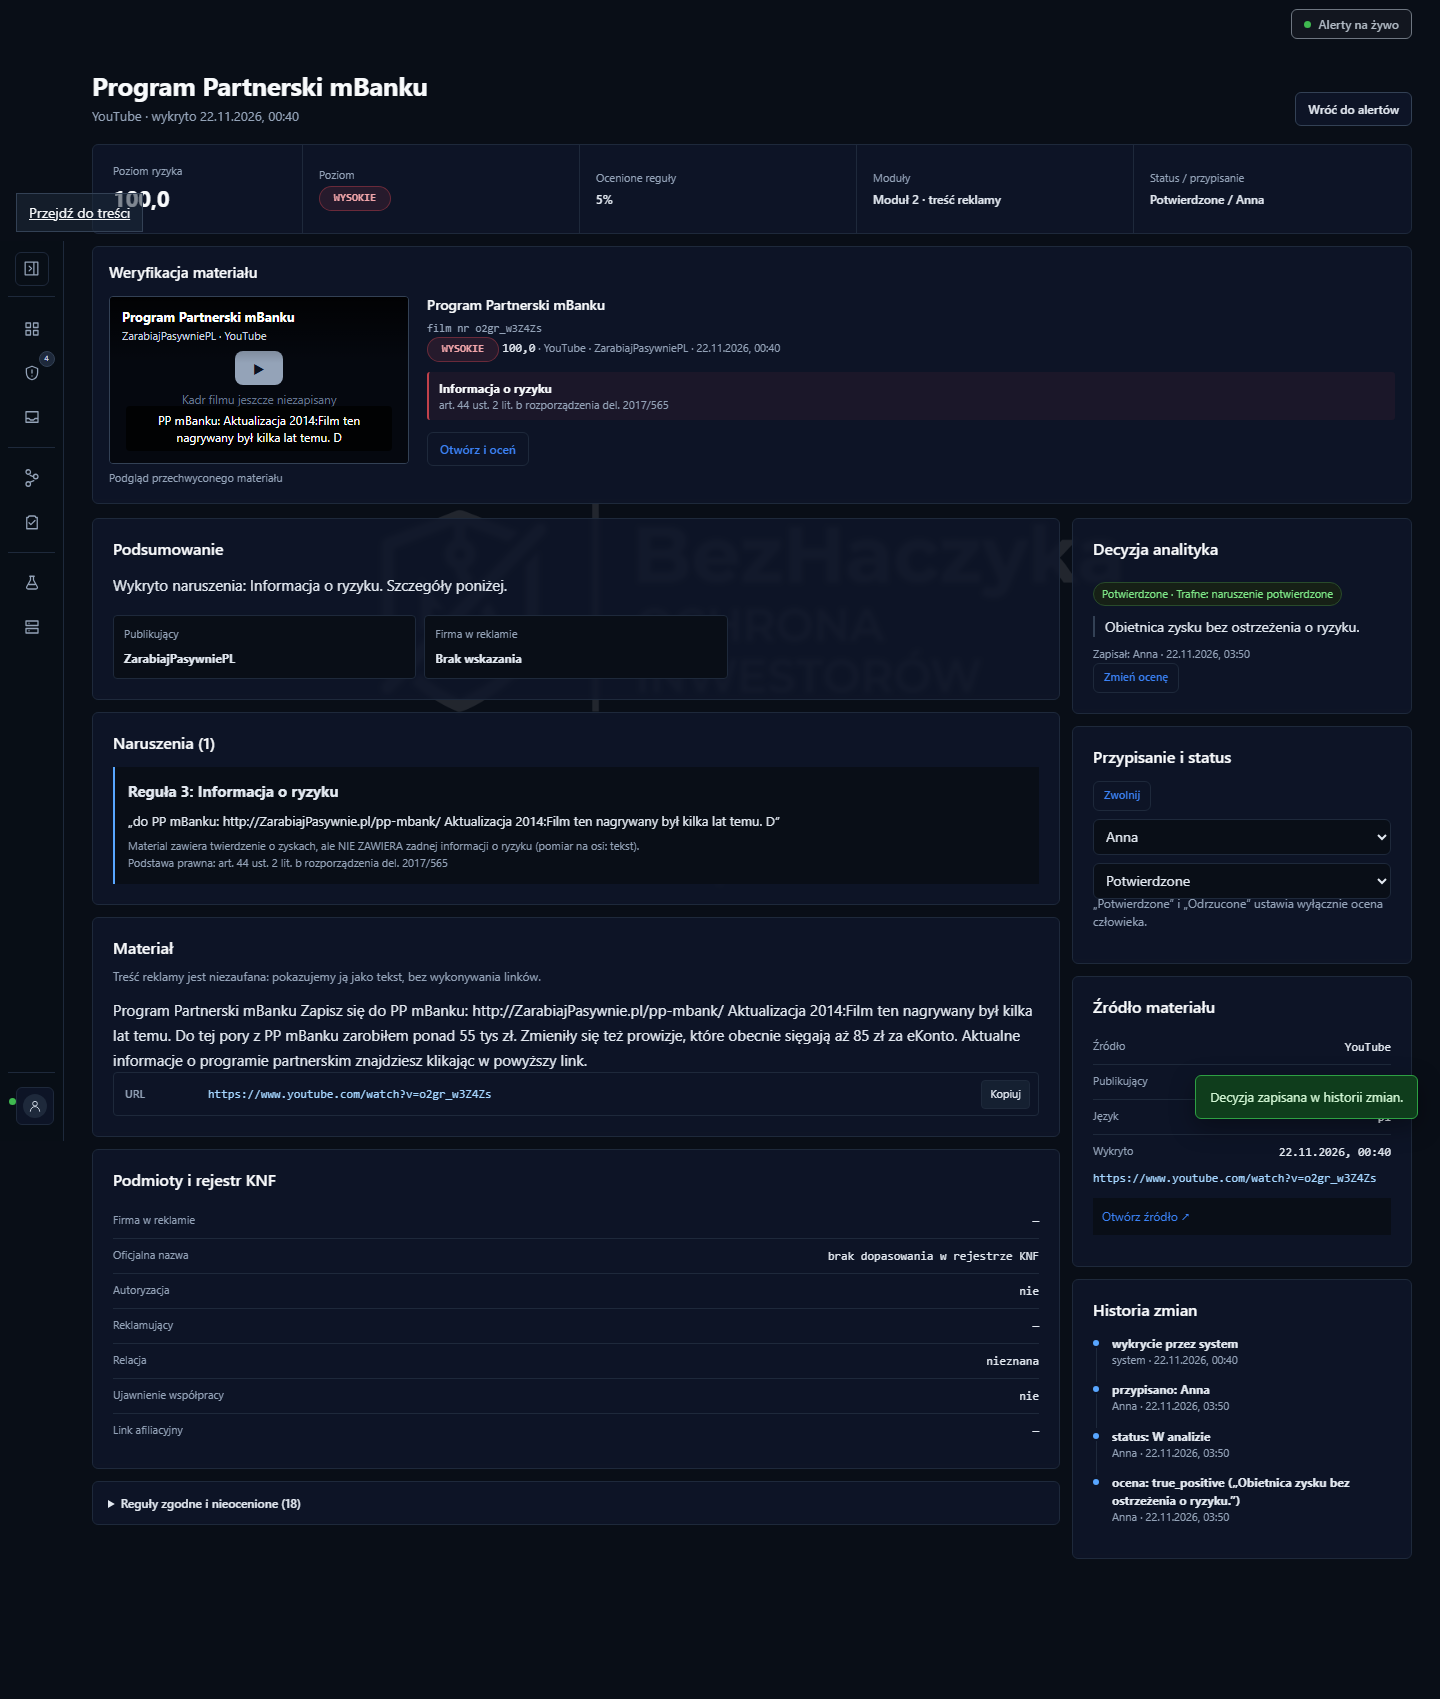 Alerty na żywo
Program Partnerski mBanku
YouTube · wykryto 22.11.2026, 00:40
Wróć do alertów
Poziom ryzyka
100,0
Poziom
WYSOKIE
Ocenione reguły
5%
Moduły
Moduł 2 · treść reklamy
Status / przypisanie
Potwierdzone / Anna
Przejdź do treści
4
Weryfikacja materiału
Program Partnerski mBanku
ZarabiajPasywniePL · YouTube
Kadr filmu jeszcze niezapisany
PP mBanku: Aktualizacja 2014:Film ten
nagrywany był kilka lat temu. D
Podgląd przechwyconego materiału
Program Partnerski mBanku
film nr o2gr_w3Z4Zs
WYSOKIE 100,0 · YouTube · ZarabiajPasywniePL · 22.11.2026, 00:40
Informacja o ryzyku
art. 44 ust. 2 lit. b rozporządzenia del. 2017/565
Otwórz i oceń
BezHaczyka
OCHRONA
INWESTORÓW
Podsumowanie
Wykryto naruszenia: Informacja o ryzyku. Szczegóły poniżej.
Publikujący
ZarabiajPasywniePL
Firma w reklamie
Brak wskazania
Naruszenia (1)
Reguła 3: Informacja o ryzyku
„do PP mBanku: http://ZarabiajPasywnie.pl/pp-mbank/ Aktualizacja 2014:Film ten nagrywany był kilka lat temu. D”
Material zawiera twierdzenie o zyskach, ale NIE ZAWIERA zadnej informacji o ryzyku (pomiar na osi: tekst).
Podstawa prawna: art. 44 ust. 2 lit. b rozporządzenia del. 2017/565
Materiał
Treść reklamy jest niezaufana: pokazujemy ją jako tekst, bez wykonywania linków.
Program Partnerski mBanku Zapisz się do PP mBanku: http://ZarabiajPasywnie.pl/pp-mbank/ Aktualizacja 2014:Film ten nagrywany był kilka
lat temu. Do tej pory z PP mBanku zarobiłem ponad 55 tys zł. Zmieniły się też prowizje, które obecnie sięgają aż 85 zł za eKonto. Aktualne
informacje o programie partnerskim znajdziesz klikając w powyższy link.
URL https://www.youtube.com/watch?v=o2gr_w3Z4Zs Kopiuj
Podmioty i rejestr KNF
Firma w reklamie –
Oficjalna nazwa brak dopasowania w rejestrze KNF
Autoryzacja nie
Reklamujący –
Relacja nieznana
Ujawnienie współpracy nie
Link afiliacyjny –
Reguły zgodne i nieocenione (18)
Decyzja analityka
Potwierdzone · Trafne: naruszenie potwierdzone
Obietnica zysku bez ostrzeżenia o ryzyku.
Zapisał: Anna · 22.11.2026, 03:50
Zmień ocenę
Przypisanie i status
Zwolnij
Anna
Potwierdzone
„Potwierdzone” i „Odrzucone” ustawia wyłącznie ocena
człowieka.
Źródło materiału
Źródło YouTube
Publikujący
Decyzja zapisana w historii zmian.
Język pl
Wykryto 22.11.2026, 00:40
https://www.youtube.com/watch?v=o2gr_w3Z4Zs
Otwórz źródło ↗
Historia zmian
wykrycie przez system
system · 22.11.2026, 00:40
przypisano: Anna
Anna · 22.11.2026, 03:50
status: W analizie
Anna · 22.11.2026, 03:50
ocena: true_positive („Obietnica zysku bez
ostrzeżenia o ryzyku.”)
Anna · 22.11.2026, 03:50